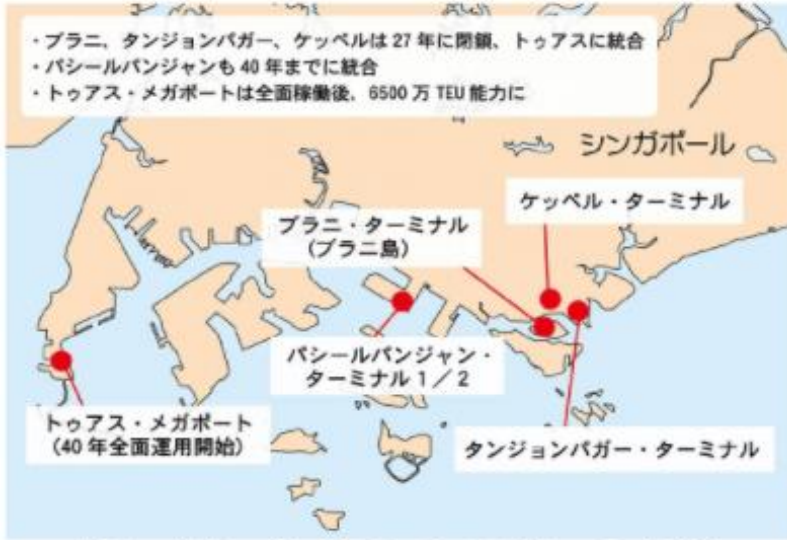 ・ブラニ、タンジョンパガー、ケッペルは 27 年に閉鎖、トゥアスに統合
・パシールパンジャンも 40 年までに統合
・トゥアス・メガポートは全面稼働後、6500 万 TEU 能力に
シンガポール
ケッペル・ターミナル
ブラニ・ターミナル
(ブラニ島)
パシールパンジャン・
ターミナル 1/2
トゥアス・メガポート
(40 年全面運用開始)
タンジョンパガー・ターミナル